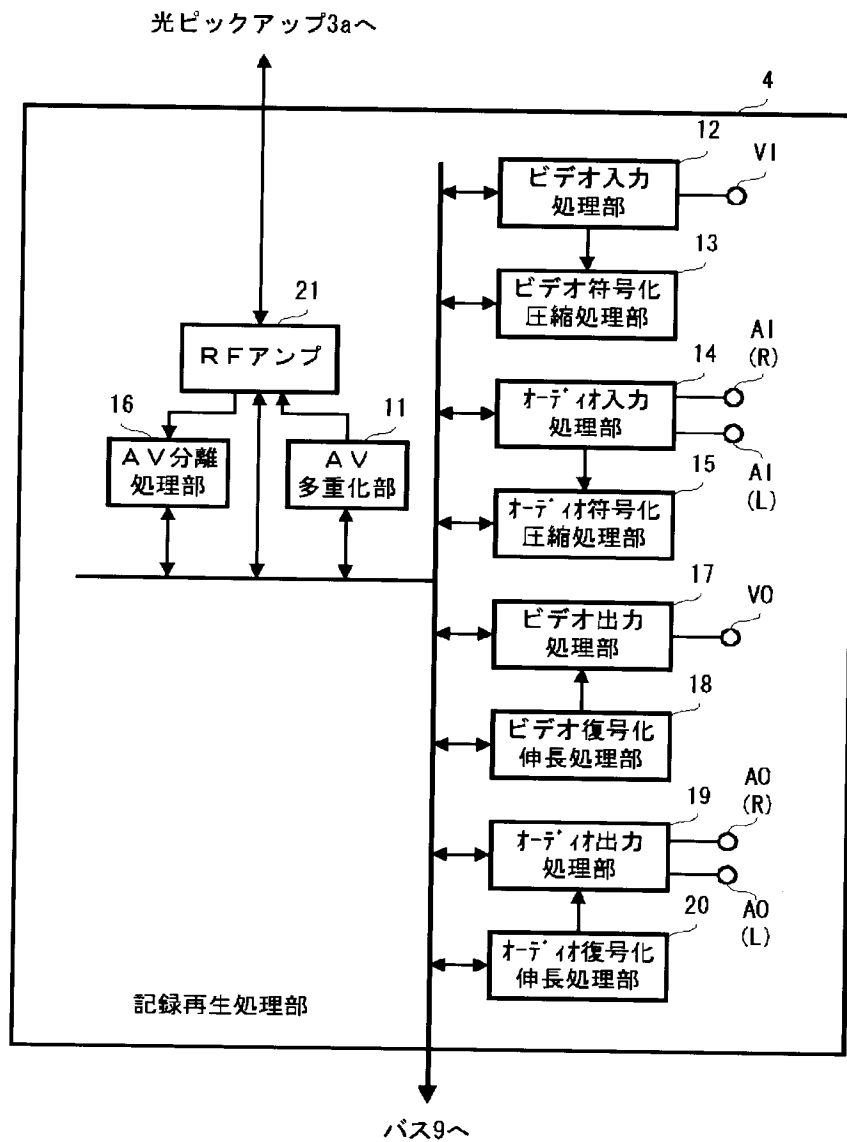 光ピックアップ3aへ
4
12
VI
ビデオ入力
処理部
13
ビデオ符号化
圧縮処理部
21
RFアンプ
AI
(R)
14
オーディオ入力
処理部
AI
(L)
16
AV分離
処理部
11
AV
多重化部
15
オーディオ符号化
圧縮処理部
17
VO
ビデオ出力
処理部
18
ビデオ復号化
伸長処理部
AO
(R)
19
オーディオ出力
処理部
AO
(L)
20
オーディオ復号化
伸長処理部
記録再生処理部
バス9へ